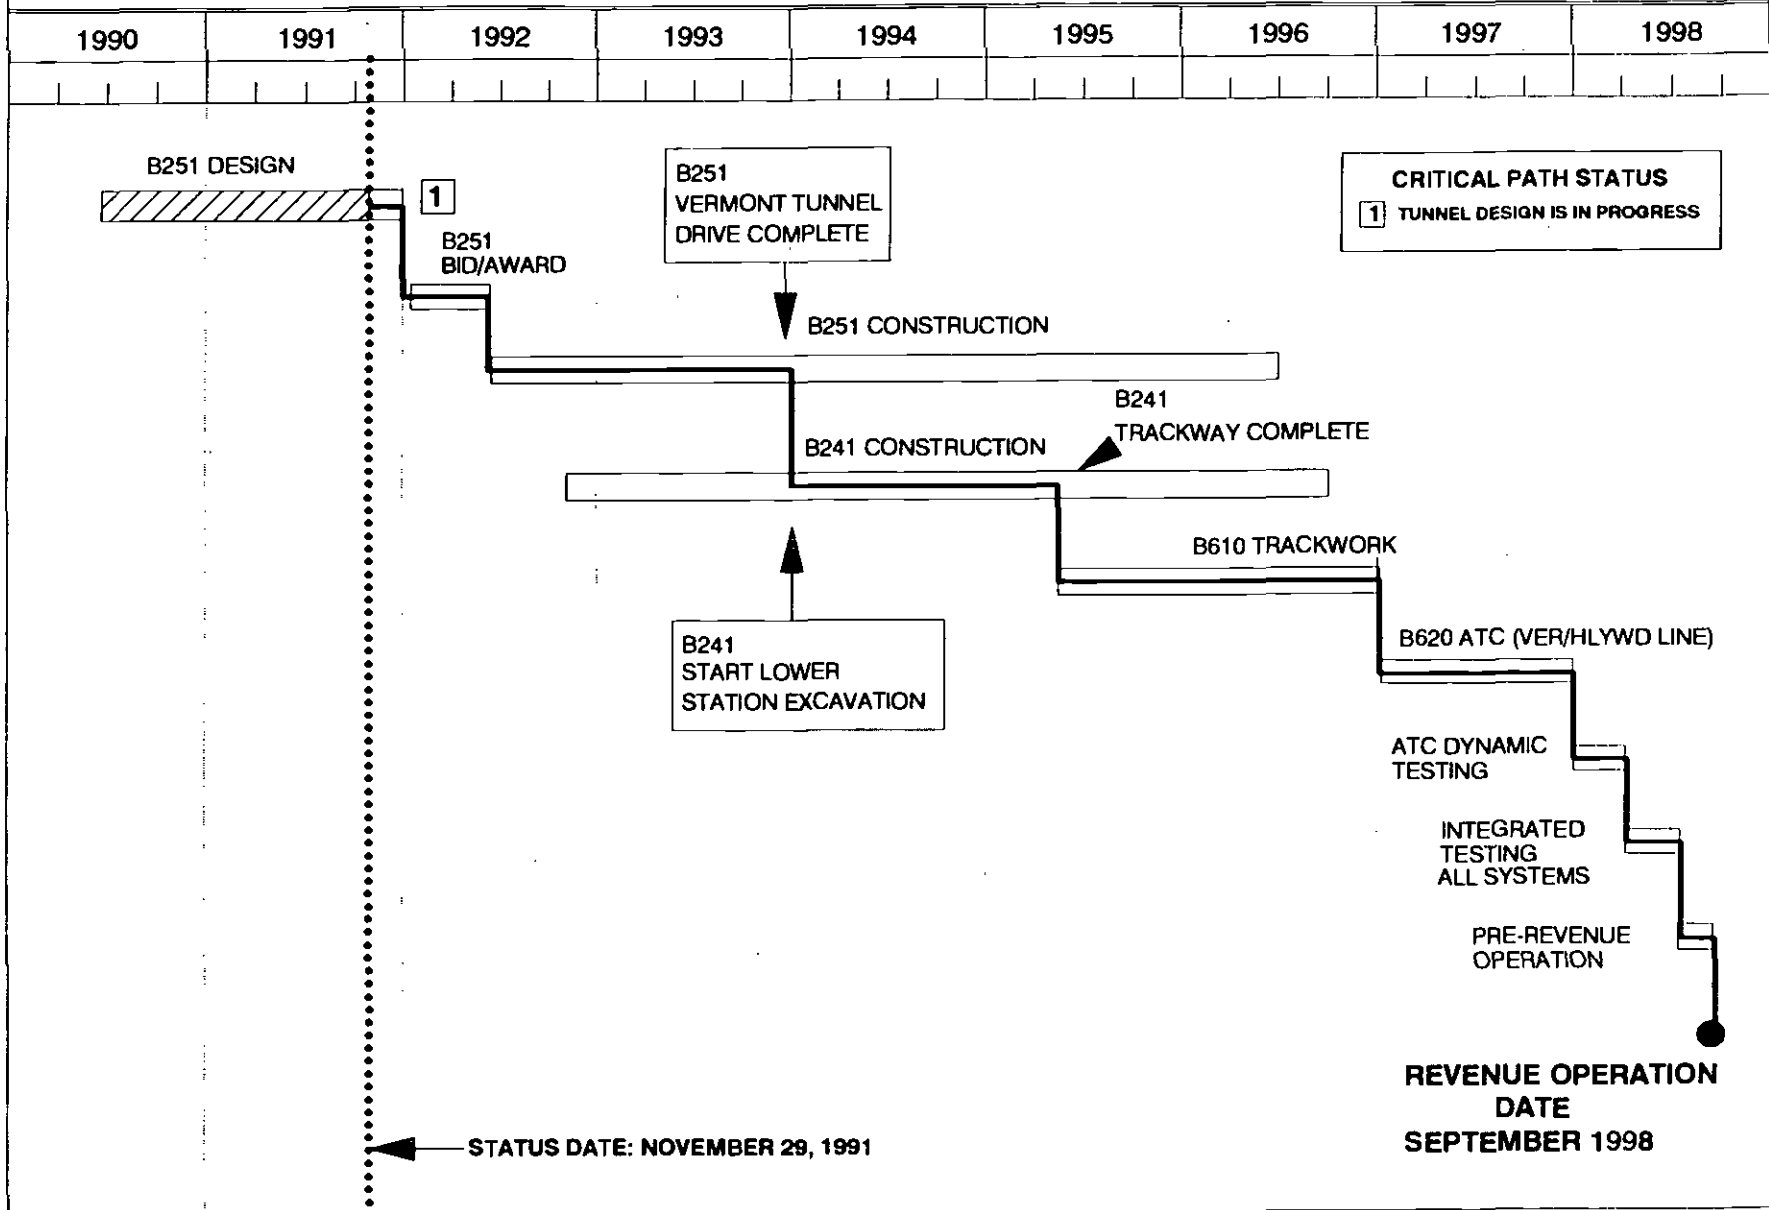 1990 1991 1992 1993 1994 1995 1996 1997 1998
B251 DESIGN
1
B251
BID/AWARD
B251
VERMONT TUNNEL
DRIVE COMPLETE
CRITICAL PATH STATUS
1 TUNNEL DESIGN IS IN PROGRESS
B251 CONSTRUCTION
B241
TRACKWAY COMPLETE
B241 CONSTRUCTION
B610 TRACKWORK
B241
START LOWER
STATION EXCAVATION
B620 ATC (VER/HLYWD LINE)
ATC DYNAMIC
TESTING
INTEGRATED
TESTING
ALL SYSTEMS
PRE-REVENUE
OPERATION
REVENUE OPERATION
DATE
SEPTEMBER 1998
STATUS DATE: NOVEMBER 29, 1991